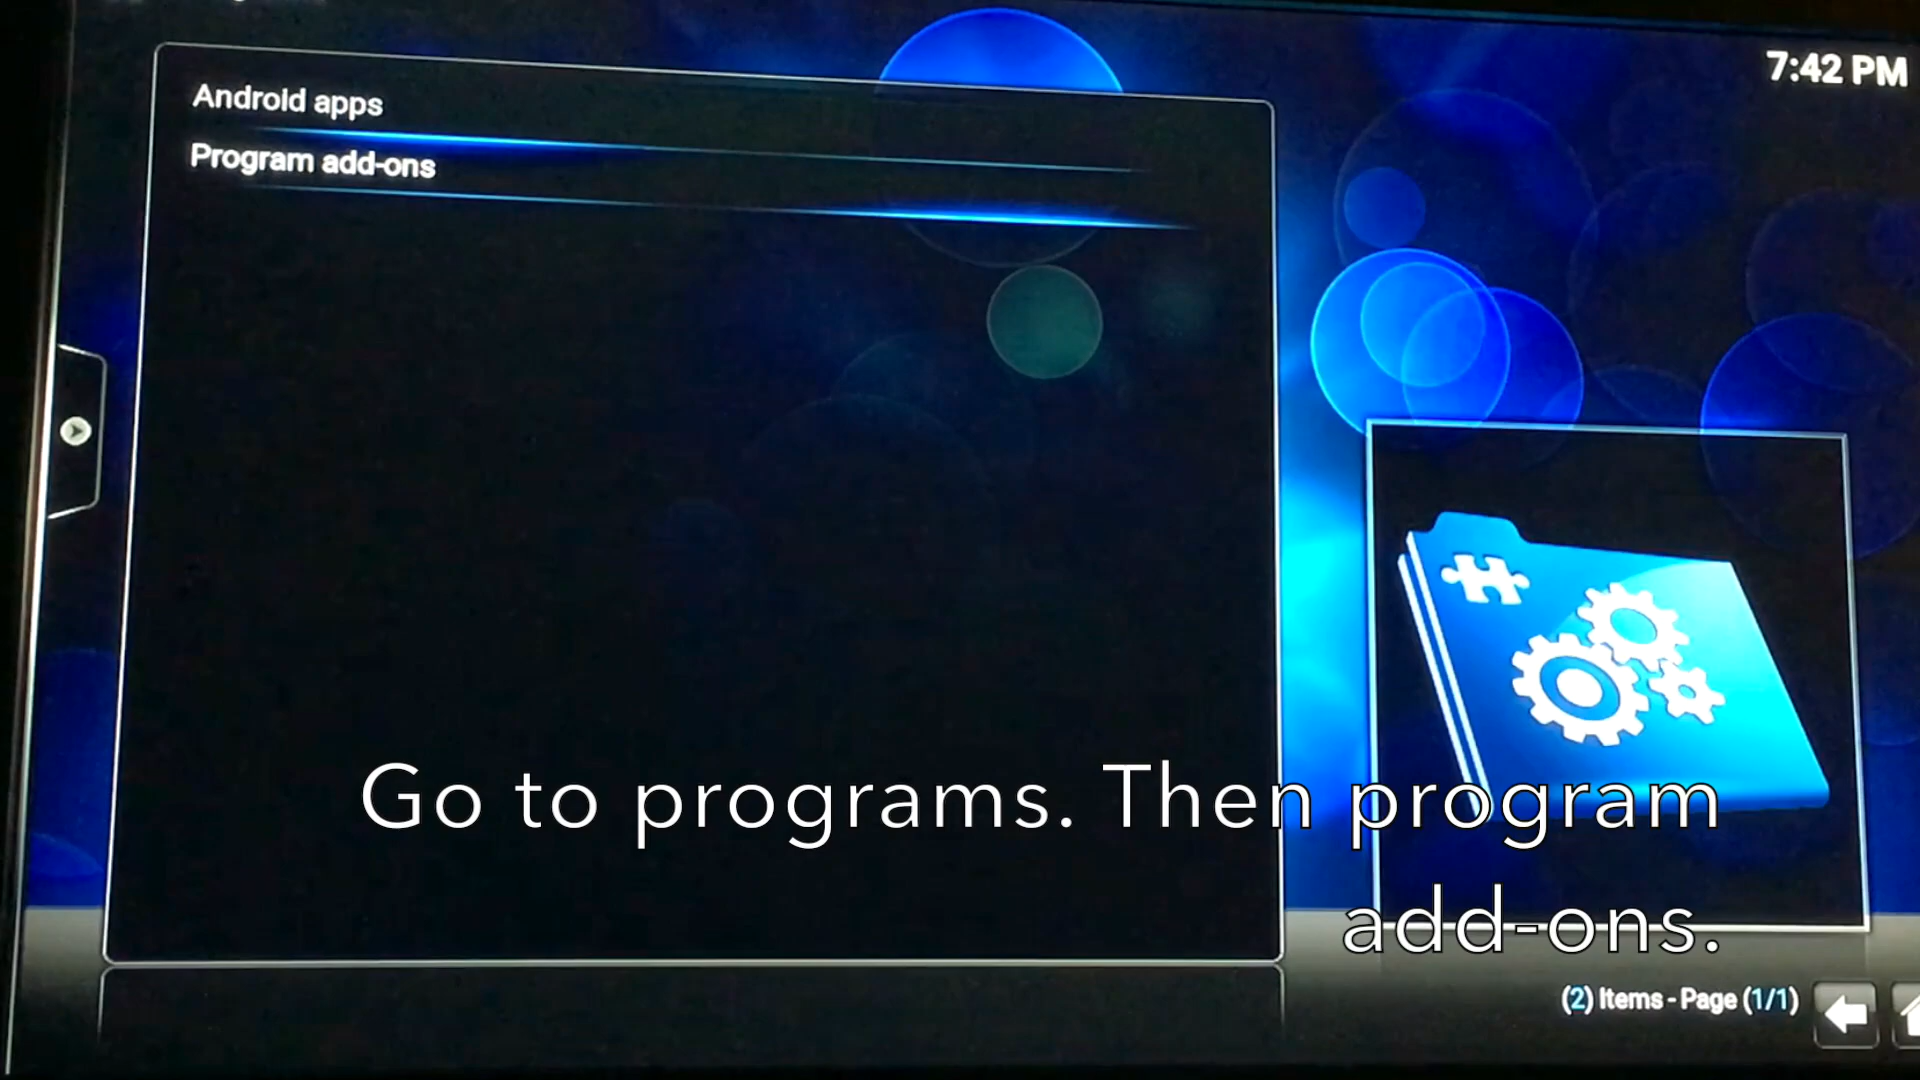 7:42 PM
Android apps
Program add-ons
Go to programs. Then program
add-ons.
(2) Items - Page (1/1)